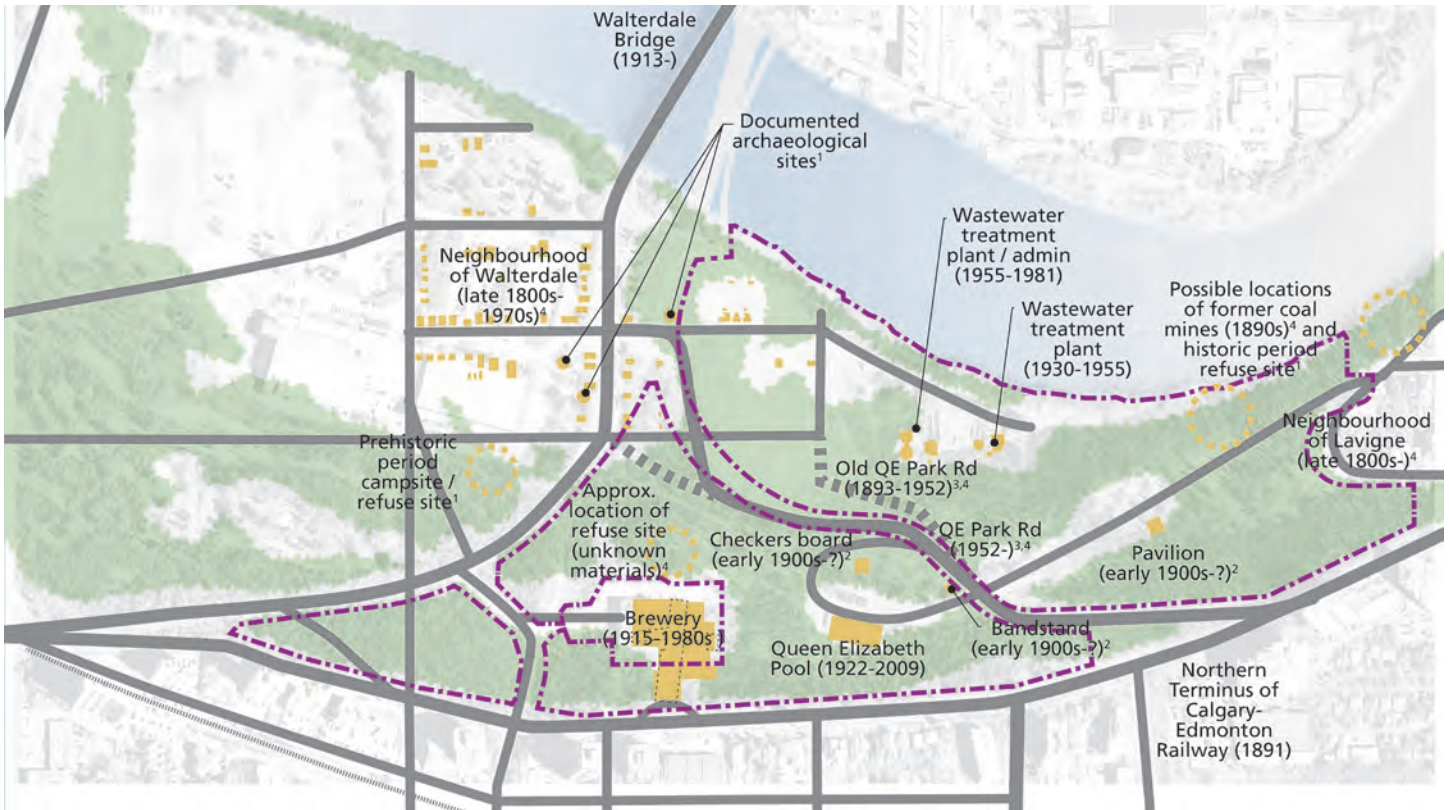 Walterdale
Bridge
(1913-)
Documented
archaeological
sites¹
Wastewater
treatment
plant / admin
(1955-1981)
Neighbourhood
of Walterdale
(late 1800s-
1970s)⁴
Possible locations
of former coal
mines (1890s)⁴ and
historic period
refuse site¹
Wastewater
treatment
plant
(1930-1955)
Neighbourhood
of Lavigne
(late 1800s-)⁴
Prehistoric
period
campsite /
refuse site¹
Approx.
location of
refuse site
(unknown
materials)⁴
Old QE Park Rd
(1893-1952)³,⁴
Checkers board
(early 1900s-?)²
QE Park Rd
(1952-)³,⁴
Pavilion
(early 1900s-?)²
Brewery
(1915-1980s)
Queen Elizabeth
Pool (1922-2009)
Bandstand
(early 1900s-?)²
Northern
Terminus of
Calgary-
Edmonton
Railway (1891)